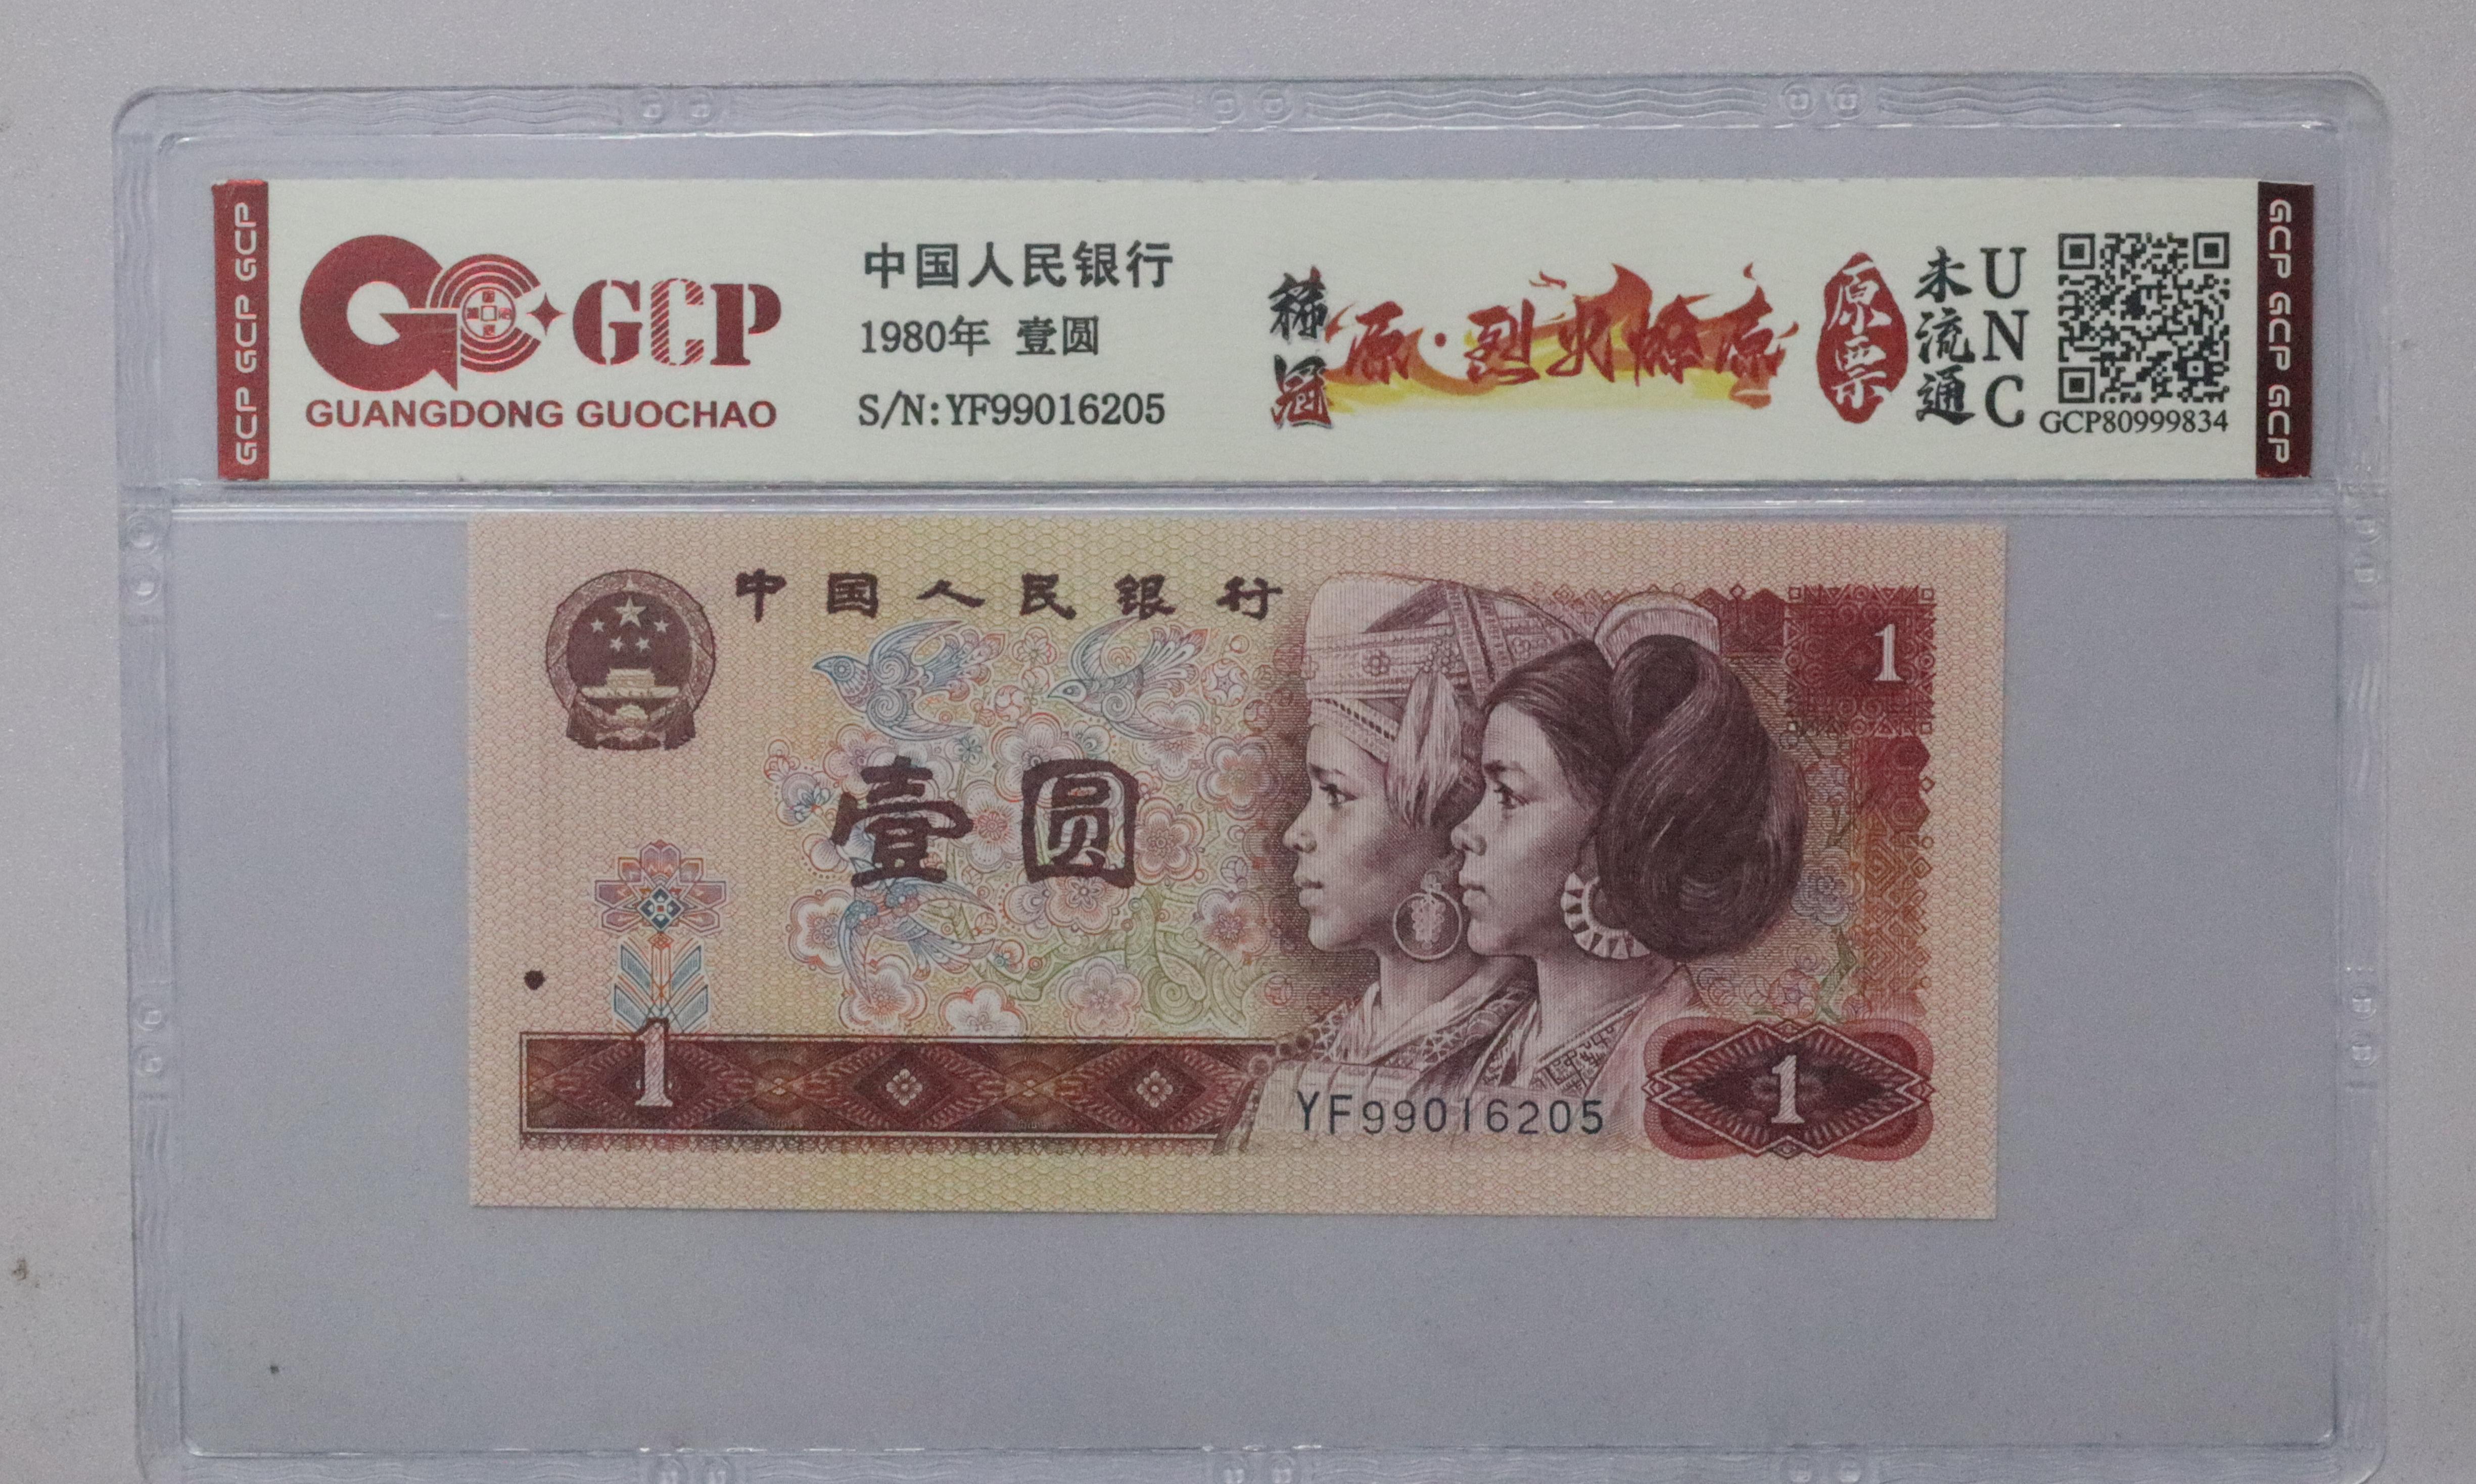 GCP GCP GCP
GCP
GUANGDONG GUOCHAO
中国人民银行
1980年 壹圆
S/N:YF99016205
稀冠
原·烈火燎原
原票
未流通
UNC
GCP80999834
GCP GCP GCP
中国人民银行
1
壹圆
1
YF99016205
1